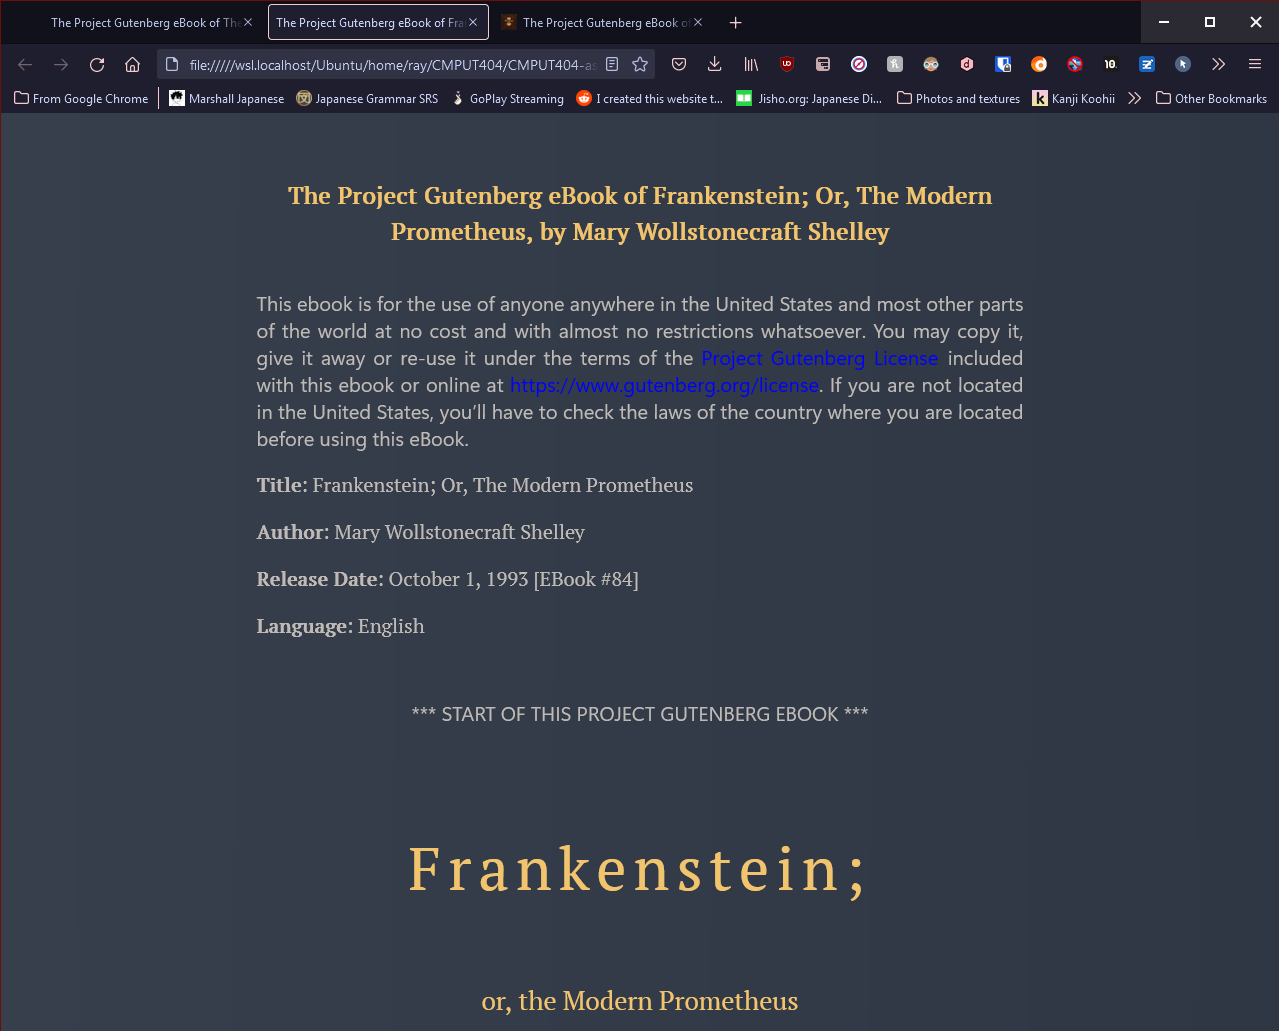 The Project Gutenberg eBook of The
The Project Gutenberg eBook of Fra
The Project Gutenberg eBook of
file://///wsl.localhost/Ubuntu/home/ray/CMPUT404/CMPUT404-as
From Google Chrome
Marshall Japanese
Japanese Grammar SRS
GoPlay Streaming
I created this website t...
Jisho.org: Japanese Di...
Photos and textures
Kanji Koohii
Other Bookmarks
The Project Gutenberg eBook of Frankenstein; Or, The Modern
Prometheus, by Mary Wollstonecraft Shelley
This ebook is for the use of anyone anywhere in the United States and most other parts
of the world at no cost and with almost no restrictions whatsoever. You may copy it,
give it away or re-use it under the terms of the Project Gutenberg License included
with this ebook or online at https://www.gutenberg.org/license. If you are not located
in the United States, you’ll have to check the laws of the country where you are located
before using this eBook.
Title: Frankenstein; Or, The Modern Prometheus
Author: Mary Wollstonecraft Shelley
Release Date: October 1, 1993 [EBook #84]
Language: English
*** START OF THIS PROJECT GUTENBERG EBOOK ***
Frankenstein;
or, the Modern Prometheus